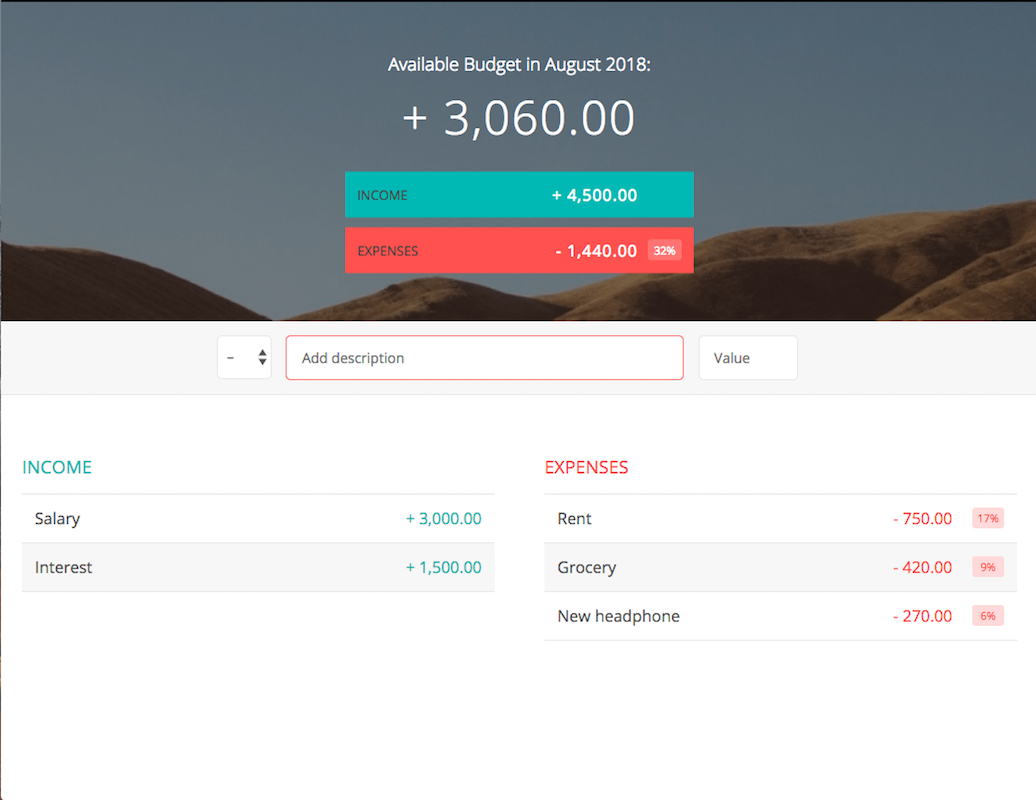 Available Budget in August 2018:
+ 3,060.00
INCOME + 4,500.00
EXPENSES - 1,440.00 32%
– Add description Value
INCOME
Salary + 3,000.00
Interest + 1,500.00
EXPENSES
Rent - 750.00 17%
Grocery - 420.00 9%
New headphone - 270.00 6%